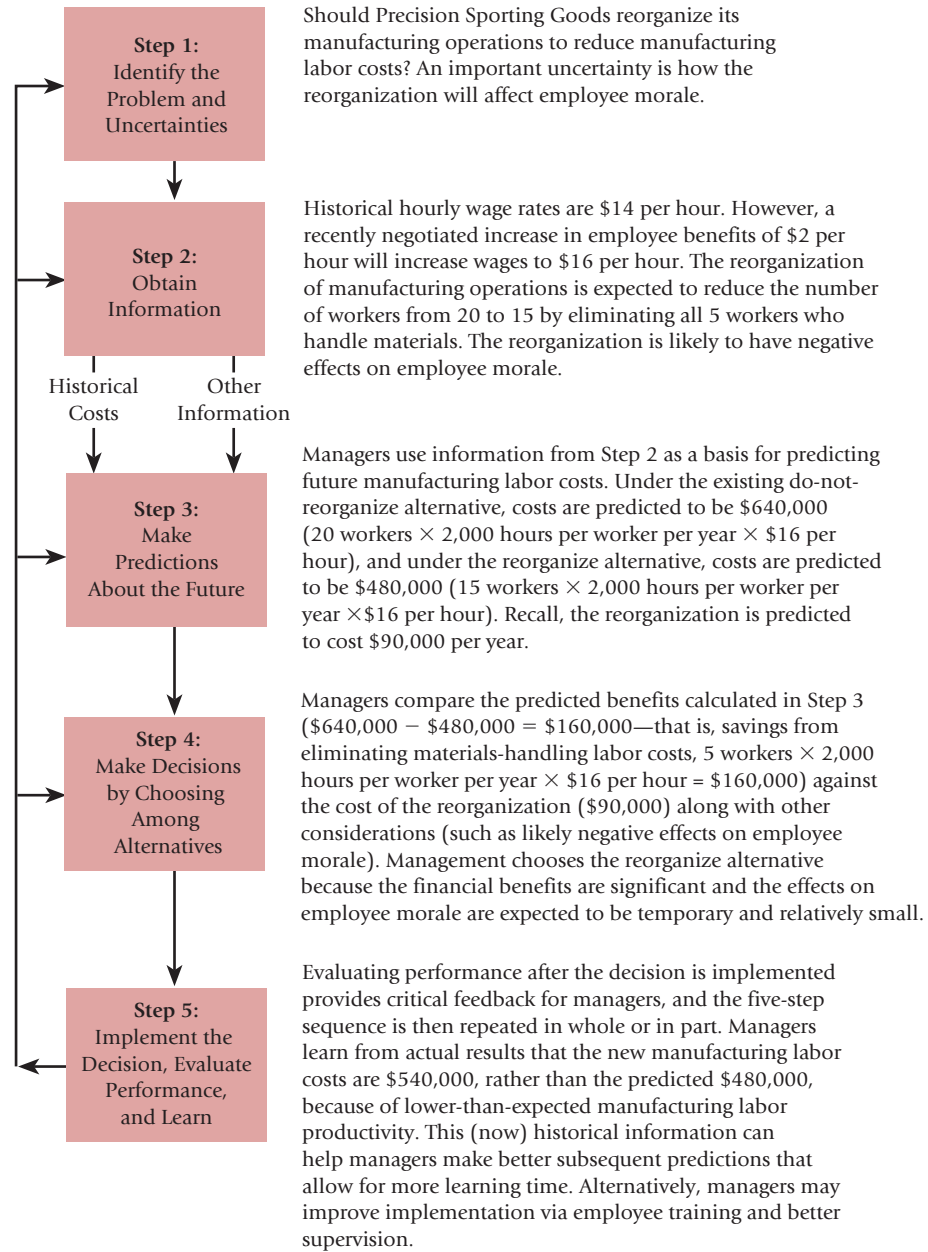 Step 1:
Identify the
Problem and
Uncertainties
Should Precision Sporting Goods reorganize its
manufacturing operations to reduce manufacturing
labor costs? An important uncertainty is how the
reorganization will affect employee morale.
Step 2:
Obtain
Information
Historical hourly wage rates are $14 per hour. However, a
recently negotiated increase in employee benefits of $2 per
hour will increase wages to $16 per hour. The reorganization
of manufacturing operations is expected to reduce the number
of workers from 20 to 15 by eliminating all 5 workers who
handle materials. The reorganization is likely to have negative
effects on employee morale.
Historical
Costs
Other
Information
Step 3:
Make
Predictions
About the Future
Managers use information from Step 2 as a basis for predicting
future manufacturing labor costs. Under the existing do-not-
reorganize alternative, costs are predicted to be $640,000
(20 workers × 2,000 hours per worker per year × $16 per
hour), and under the reorganize alternative, costs are predicted
to be $480,000 (15 workers × 2,000 hours per worker per
year ×$16 per hour). Recall, the reorganization is predicted
to cost $90,000 per year.
Step 4:
Make Decisions
by Choosing
Among
Alternatives
Managers compare the predicted benefits calculated in Step 3
($640,000 − $480,000 = $160,000—that is, savings from
eliminating materials-handling labor costs, 5 workers × 2,000
hours per worker per year × $16 per hour = $160,000) against
the cost of the reorganization ($90,000) along with other
considerations (such as likely negative effects on employee
morale). Management chooses the reorganize alternative
because the financial benefits are significant and the effects on
employee morale are expected to be temporary and relatively small.
Step 5:
Implement the
Decision, Evaluate
Performance,
and Learn
Evaluating performance after the decision is implemented
provides critical feedback for managers, and the five-step
sequence is then repeated in whole or in part. Managers
learn from actual results that the new manufacturing labor
costs are $540,000, rather than the predicted $480,000,
because of lower-than-expected manufacturing labor
productivity. This (now) historical information can
help managers make better subsequent predictions that
allow for more learning time. Alternatively, managers may
improve implementation via employee training and better
supervision.